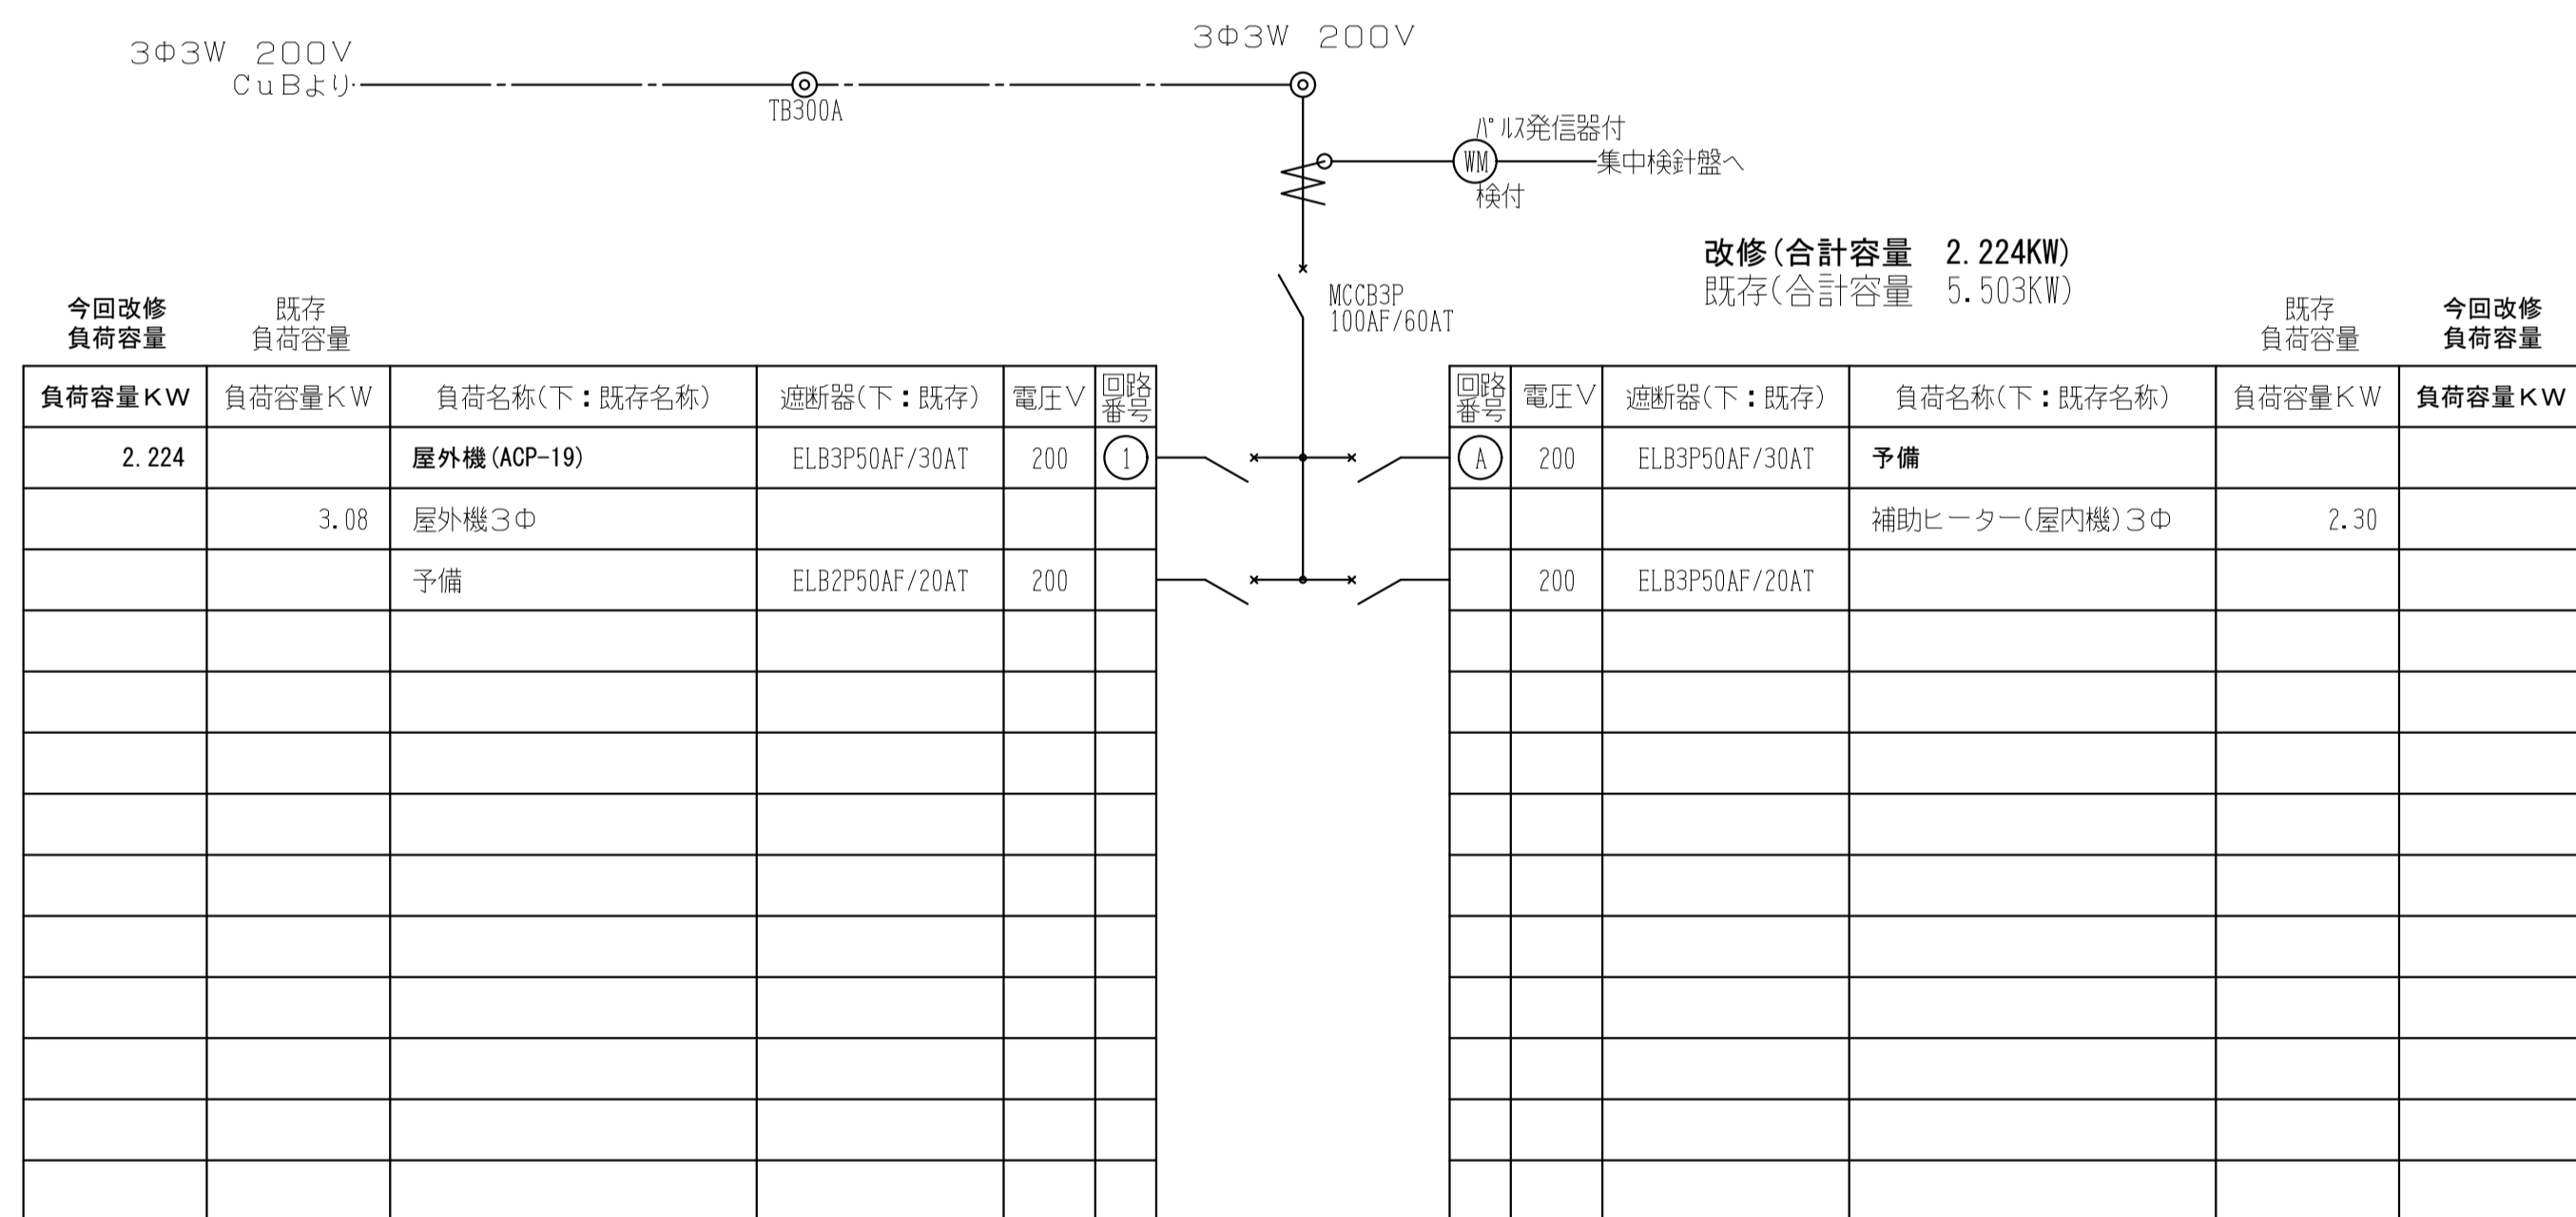 3Φ3W 200V
3Φ3W 200V
CuBより
TB300A
ﾊﾟﾙｽ発信器付
WM
集中検針盤へ
検付
改修(合計容量 2.224KW)
既存(合計容量 5.503KW)
MCCB3P
100AF/60AT
今回改修
負荷容量
既存
負荷容量
既存
負荷容量
今回改修
負荷容量
負荷容量KW 負荷容量KW 負荷名称(下:既存名称) 遮断器(下:既存) 電圧V 回路番号
2.224 屋外機(ACP-19) ELB3P50AF/30AT 200 1
3.08 屋外機3Φ
予備 ELB2P50AF/20AT 200
回路番号 電圧V 遮断器(下:既存) 負荷名称(下:既存名称) 負荷容量KW 負荷容量KW
A 200 ELB3P50AF/30AT 予備
補助ヒーター(屋内機)3Φ 2.30
200 ELB3P50AF/20AT